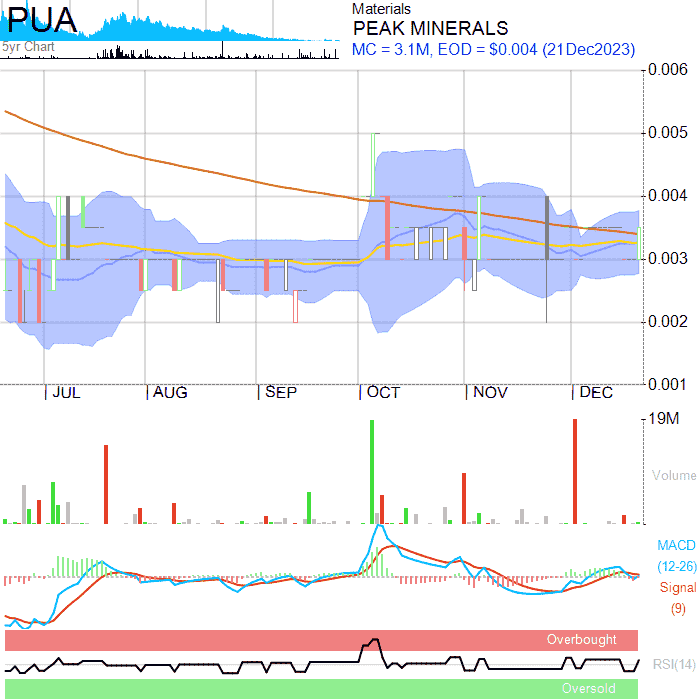 PUA
5yr Chart
Materials
PEAK MINERALS
MC = 3.1M, EOD = $0.004 (21Dec2023)
0.006
0.005
0.004
0.003
0.002
0.001
JUL AUG SEP OCT NOV DEC
19M
Volume
MACD
(12-26)
Signal
(9)
Overbought
RSI(14)
Oversold